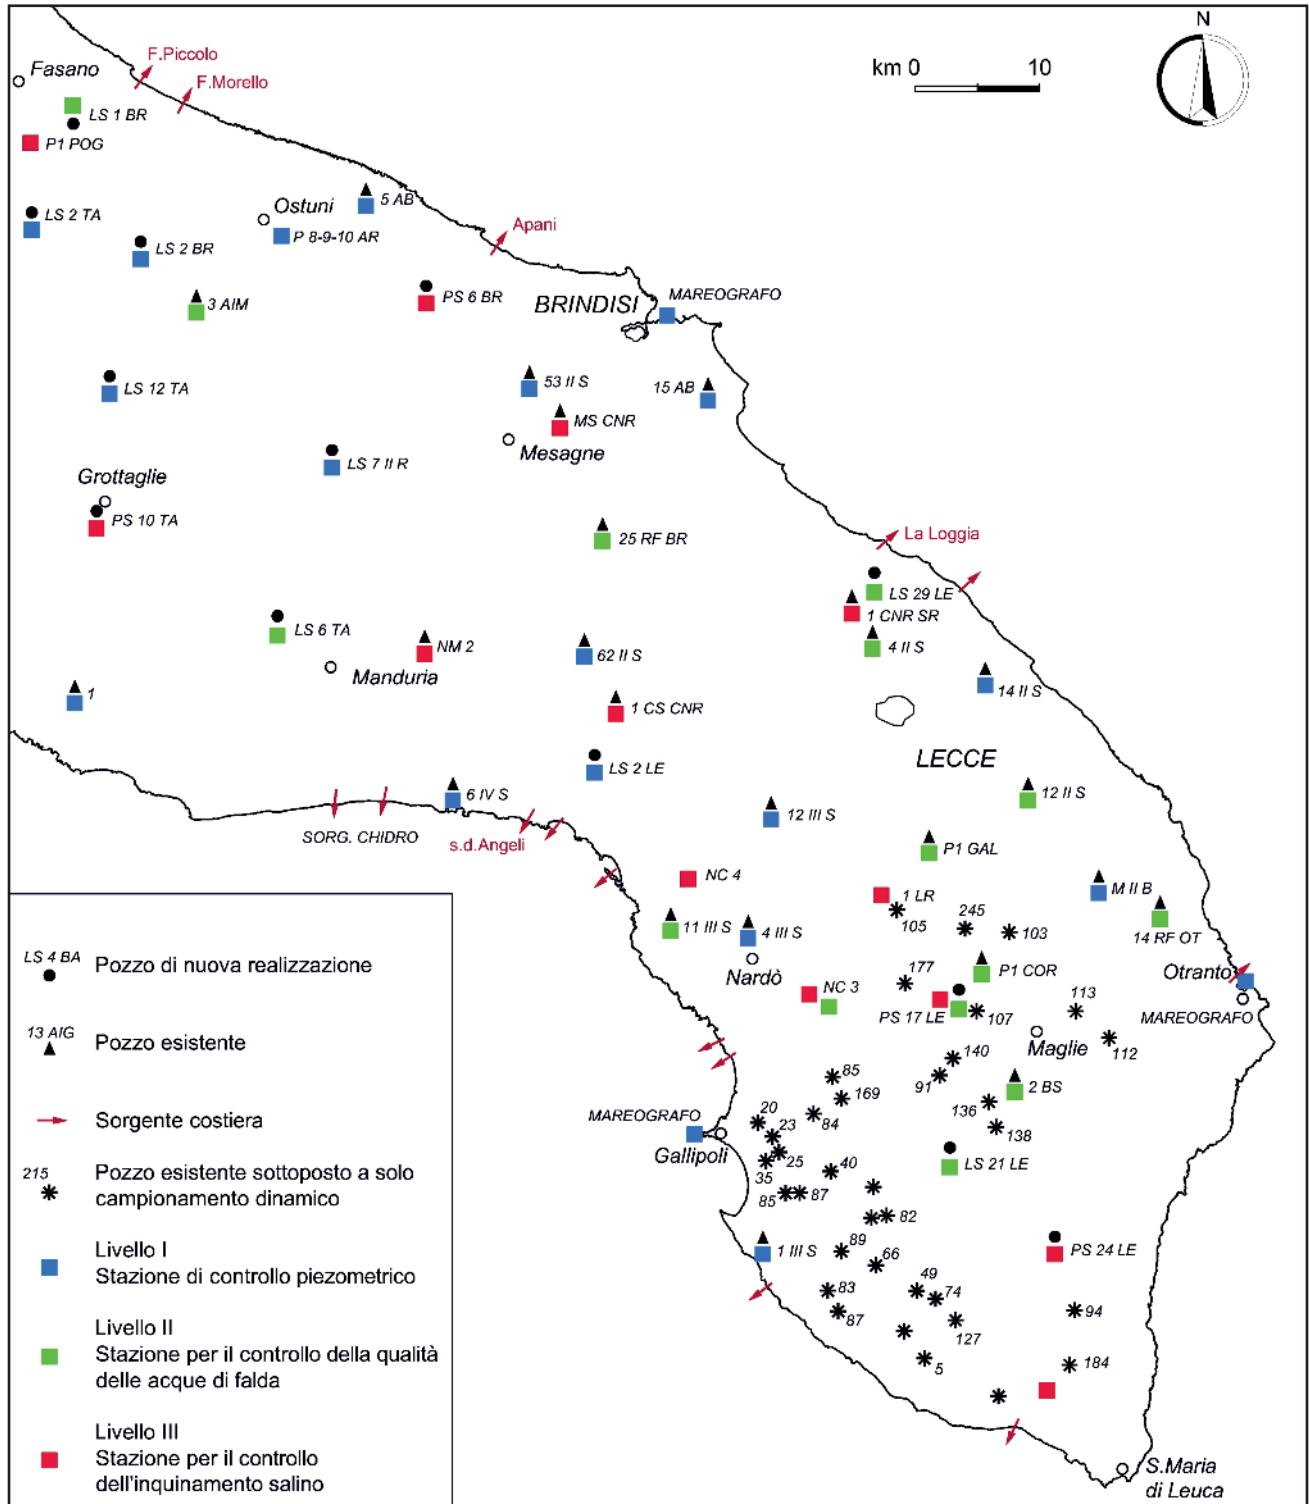 F.Piccolo
Fasano
F.Morello
km 0 10
N
LS 1 BR
P1 POG
LS 2 TA
Ostuni
5 AB
P 8-9-10 AR
LS 2 BR
Apani
3 AIM
PS 6 BR
BRINDISI
MAREOGRAFO
LS 12 TA
53 II S
15 AB
MS CNR
Mesagne
LS 7 II R
Grottaglie
PS 10 TA
25 RF BR
La Loggia
LS 29 LE
1 CNR SR
4 II S
LS 6 TA
NM 2
Manduria
62 II S
14 II S
1
1 CS CNR
LECCE
LS 2 LE
6 IV S
12 II S
12 III S
SORG. CHIDRO
s.d.Angeli
P1 GAL
NC 4
1 LR
M II B
105
245
103
11 III S
4 III S
14 RF OT
Nardò
P1 COR
Otranto
177
NC 3
PS 17 LE
107
113
MAREOGRAFO
Maglie
112
140
91
85
169
2 BS
136
138
84
20
23
MAREOGRAFO
Gallipoli
25
35
40
LS 21 LE
85
87
82
1 III S
89
66
PS 24 LE
83
49
74
87
127
94
5
184
S.Maria
di Leuca
LS 4 BA
Pozzo di nuova realizzazione
13 AIG
Pozzo esistente
Sorgente costiera
215
Pozzo esistente sottoposto a solo
campionamento dinamico
Livello I
Stazione di controllo piezometrico
Livello II
Stazione per il controllo della qualità
delle acque di falda
Livello III
Stazione per il controllo
dell'inquinamento salino